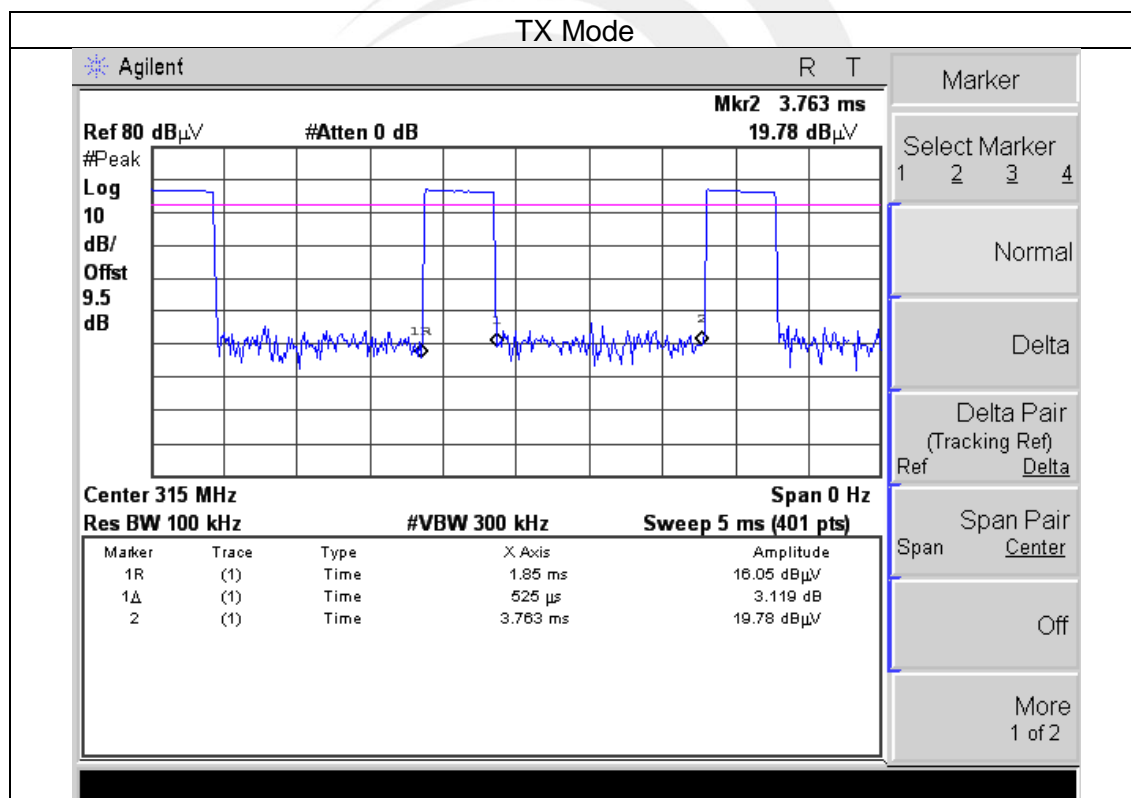 TX Mode
Agilent R T
Mkr2 3.763 ms
Ref 80 dBµV #Atten 0 dB 19.78 dBµV
#Peak
Log
10
dB/
Offst
9.5
dB
1R
1
2
Center 315 MHz Span 0 Hz
Res BW 100 kHz #VBW 300 kHz Sweep 5 ms (401 pts)
Marker Trace Type X Axis Amplitude
1R (1) Time 1.85 ms 16.05 dBµV
1Δ (1) Time 525 µs 3.119 dB
2 (1) Time 3.763 ms 19.78 dBµV
Marker
Select Marker
1 2 3 4
Normal
Delta
Delta Pair
(Tracking Ref)
Ref Delta
Span Pair
Span Center
Off
More
1 of 2